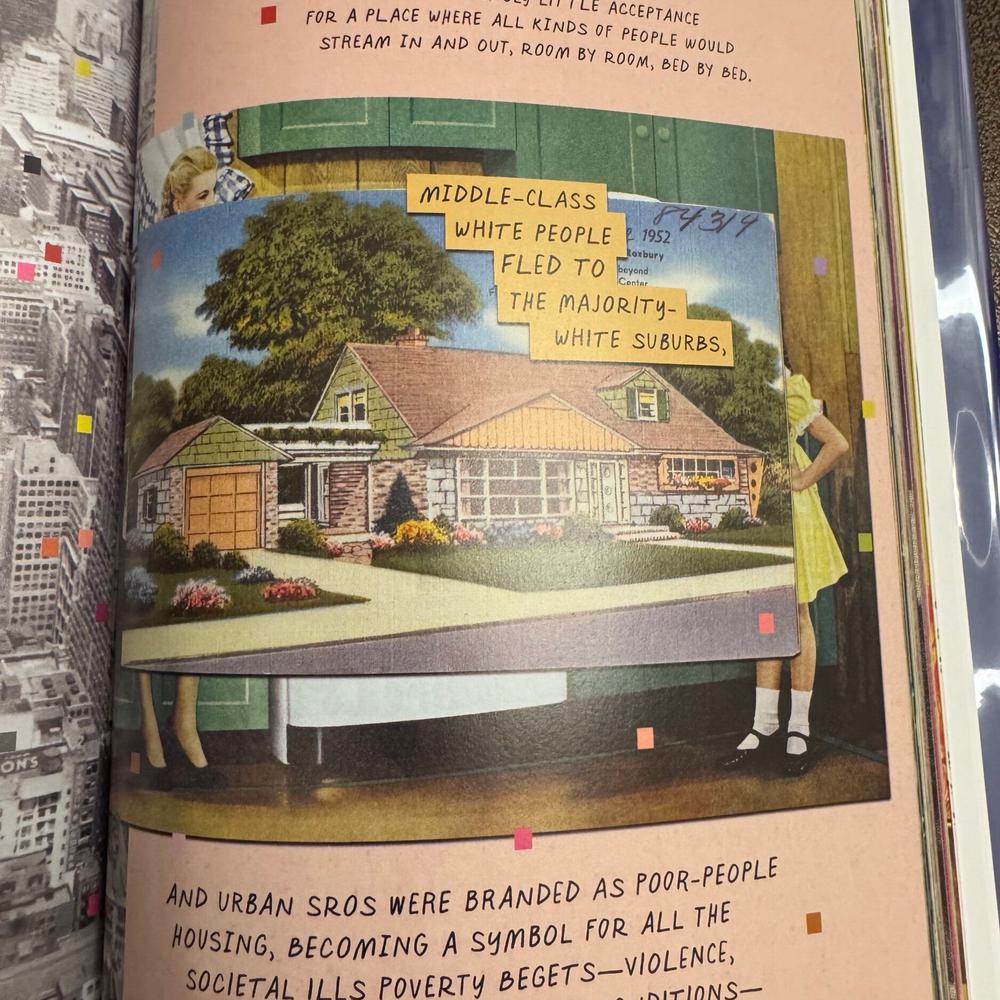 LITTLE ACCEPTANCE
FOR A PLACE WHERE ALL KINDS OF PEOPLE WOULD
STREAM IN AND OUT, ROOM BY ROOM, BED BY BED.
MIDDLE-CLASS
WHITE PEOPLE
FLED TO
THE MAJORITY-
WHITE SUBURBS,
84314
1952
Roxbury
beyond
Center
ON'S
AND URBAN SROS WERE BRANDED AS POOR-PEOPLE
HOUSING, BECOMING A SYMBOL FOR ALL THE
SOCIETAL ILLS POVERTY BEGETS—VIOLENCE,